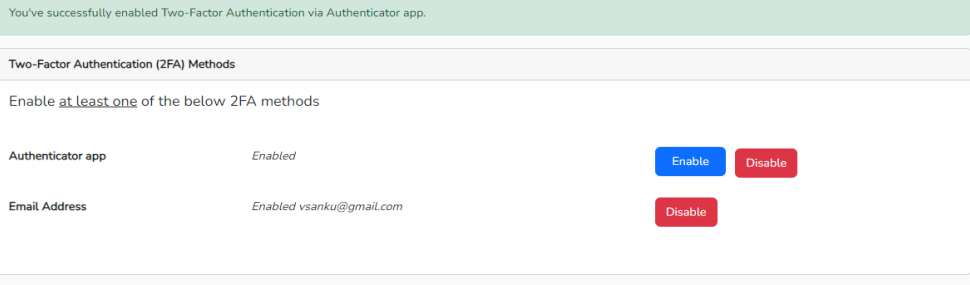 You've successfully enabled Two-Factor Authentication via Authenticator app.
Two-Factor Authentication (2FA) Methods
Enable at least one of the below 2FA methods
Authenticator app Enabled Enable Disable
Email Address Enabled vsanku@gmail.com Disable